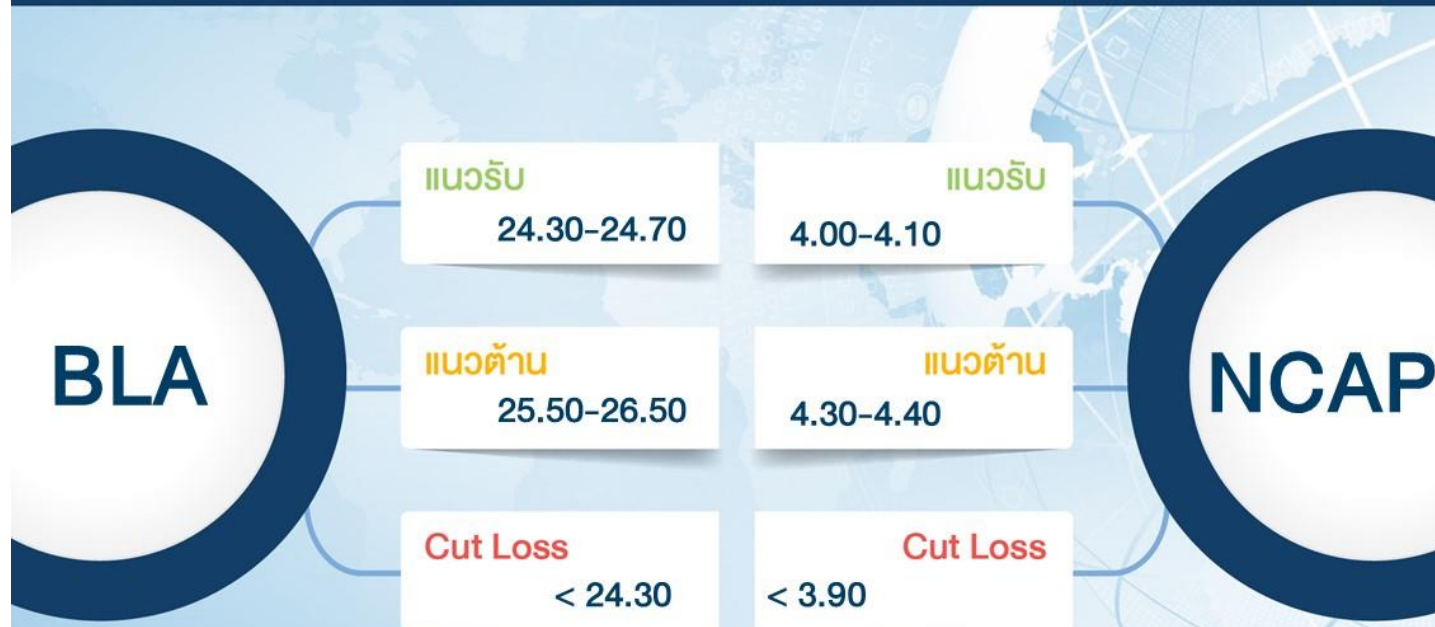 BLA
แนวรับ
24.30-24.70
แนวต้าน
25.50-26.50
Cut Loss
< 24.30
แนวรับ
4.00-4.10
แนวต้าน
4.30-4.40
Cut Loss
< 3.90
NCAP